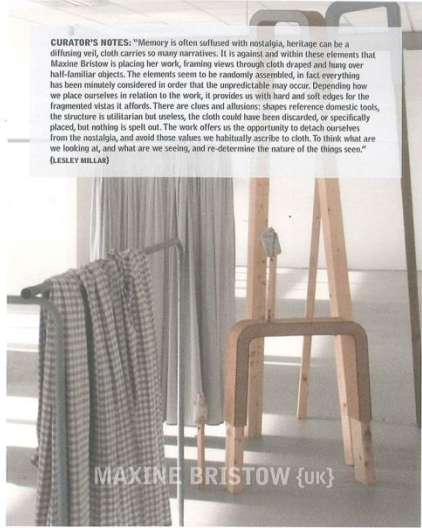 CURATOR'S NOTES: "Memory is often suffused with nostalgia, heritage can be a
diffusing veil, cloth carries so many narratives. It is against and within these elements that
Maxine Bristow is placing her work, framing views through cloth draped and hung over
half-familiar objects. The elements seem to be randomly assembled, in fact everything
has been minutely considered in order that the unpredictable may occur. Depending how
we place ourselves in relation to the work, it provides us with hard and soft edges for the
fragmented vistas it affords. There are clues and allusions: shapes reference domestic tools,
the structure is utilitarian but useless, the cloth could have been discarded, or specifically
placed, but nothing is spelt out. The work offers us the opportunity to detach ourselves
from the nostalgia, and avoid those values we habitually ascribe to cloth. To think what are
we looking at, and what are we seeing, and re-determine the nature of the things seen."
(LESLEY MILLAR)
MAXINE BRISTOW {UK}